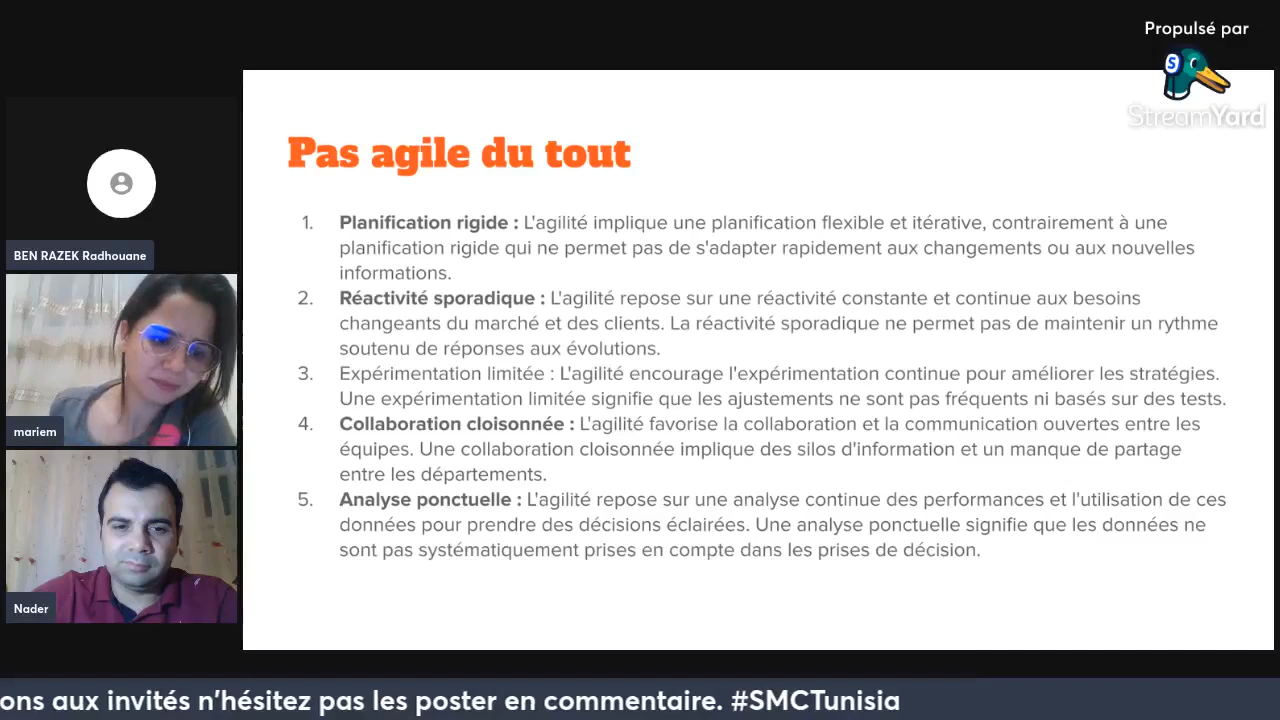 Propulsé par
StreamYard
Pas agile du tout
1. Planification rigide : L'agilité implique une planification flexible et itérative, contrairement à une
planification rigide qui ne permet pas de s'adapter rapidement aux changements ou aux nouvelles
informations.
2. Réactivité sporadique : L'agilité repose sur une réactivité constante et continue aux besoins
changeants du marché et des clients. La réactivité sporadique ne permet pas de maintenir un rythme
soutenu de réponses aux évolutions.
3. Expérimentation limitée : L'agilité encourage l'expérimentation continue pour améliorer les stratégies.
Une expérimentation limitée signifie que les ajustements ne sont pas fréquents ni basés sur des tests.
4. Collaboration cloisonnée : L'agilité favorise la collaboration et la communication ouvertes entre les
équipes. Une collaboration cloisonnée implique des silos d'information et un manque de partage
entre les départements.
5. Analyse ponctuelle : L'agilité repose sur une analyse continue des performances et l'utilisation de ces
données pour prendre des décisions éclairées. Une analyse ponctuelle signifie que les données ne
sont pas systématiquement prises en compte dans les prises de décision.
BEN RAZEK Radhouane
mariem
Nader
ons aux invités n'hésitez pas les poster en commentaire. #SMCTunisia